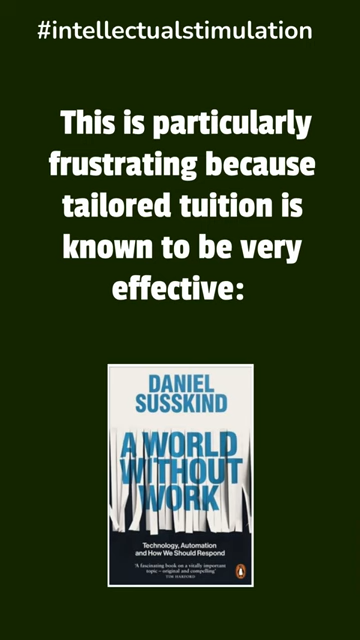 #intellectualstimulation
This is particularly
frustrating because
tailored tuition is
known to be very
effective:
DANIEL
SUSSKIND
A WORLD
WITHOUT
WORK
Technology, Automation
and How We Should Respond
'A fascinating book on a vitally important
topic – original and compelling'
TIM HARFORD